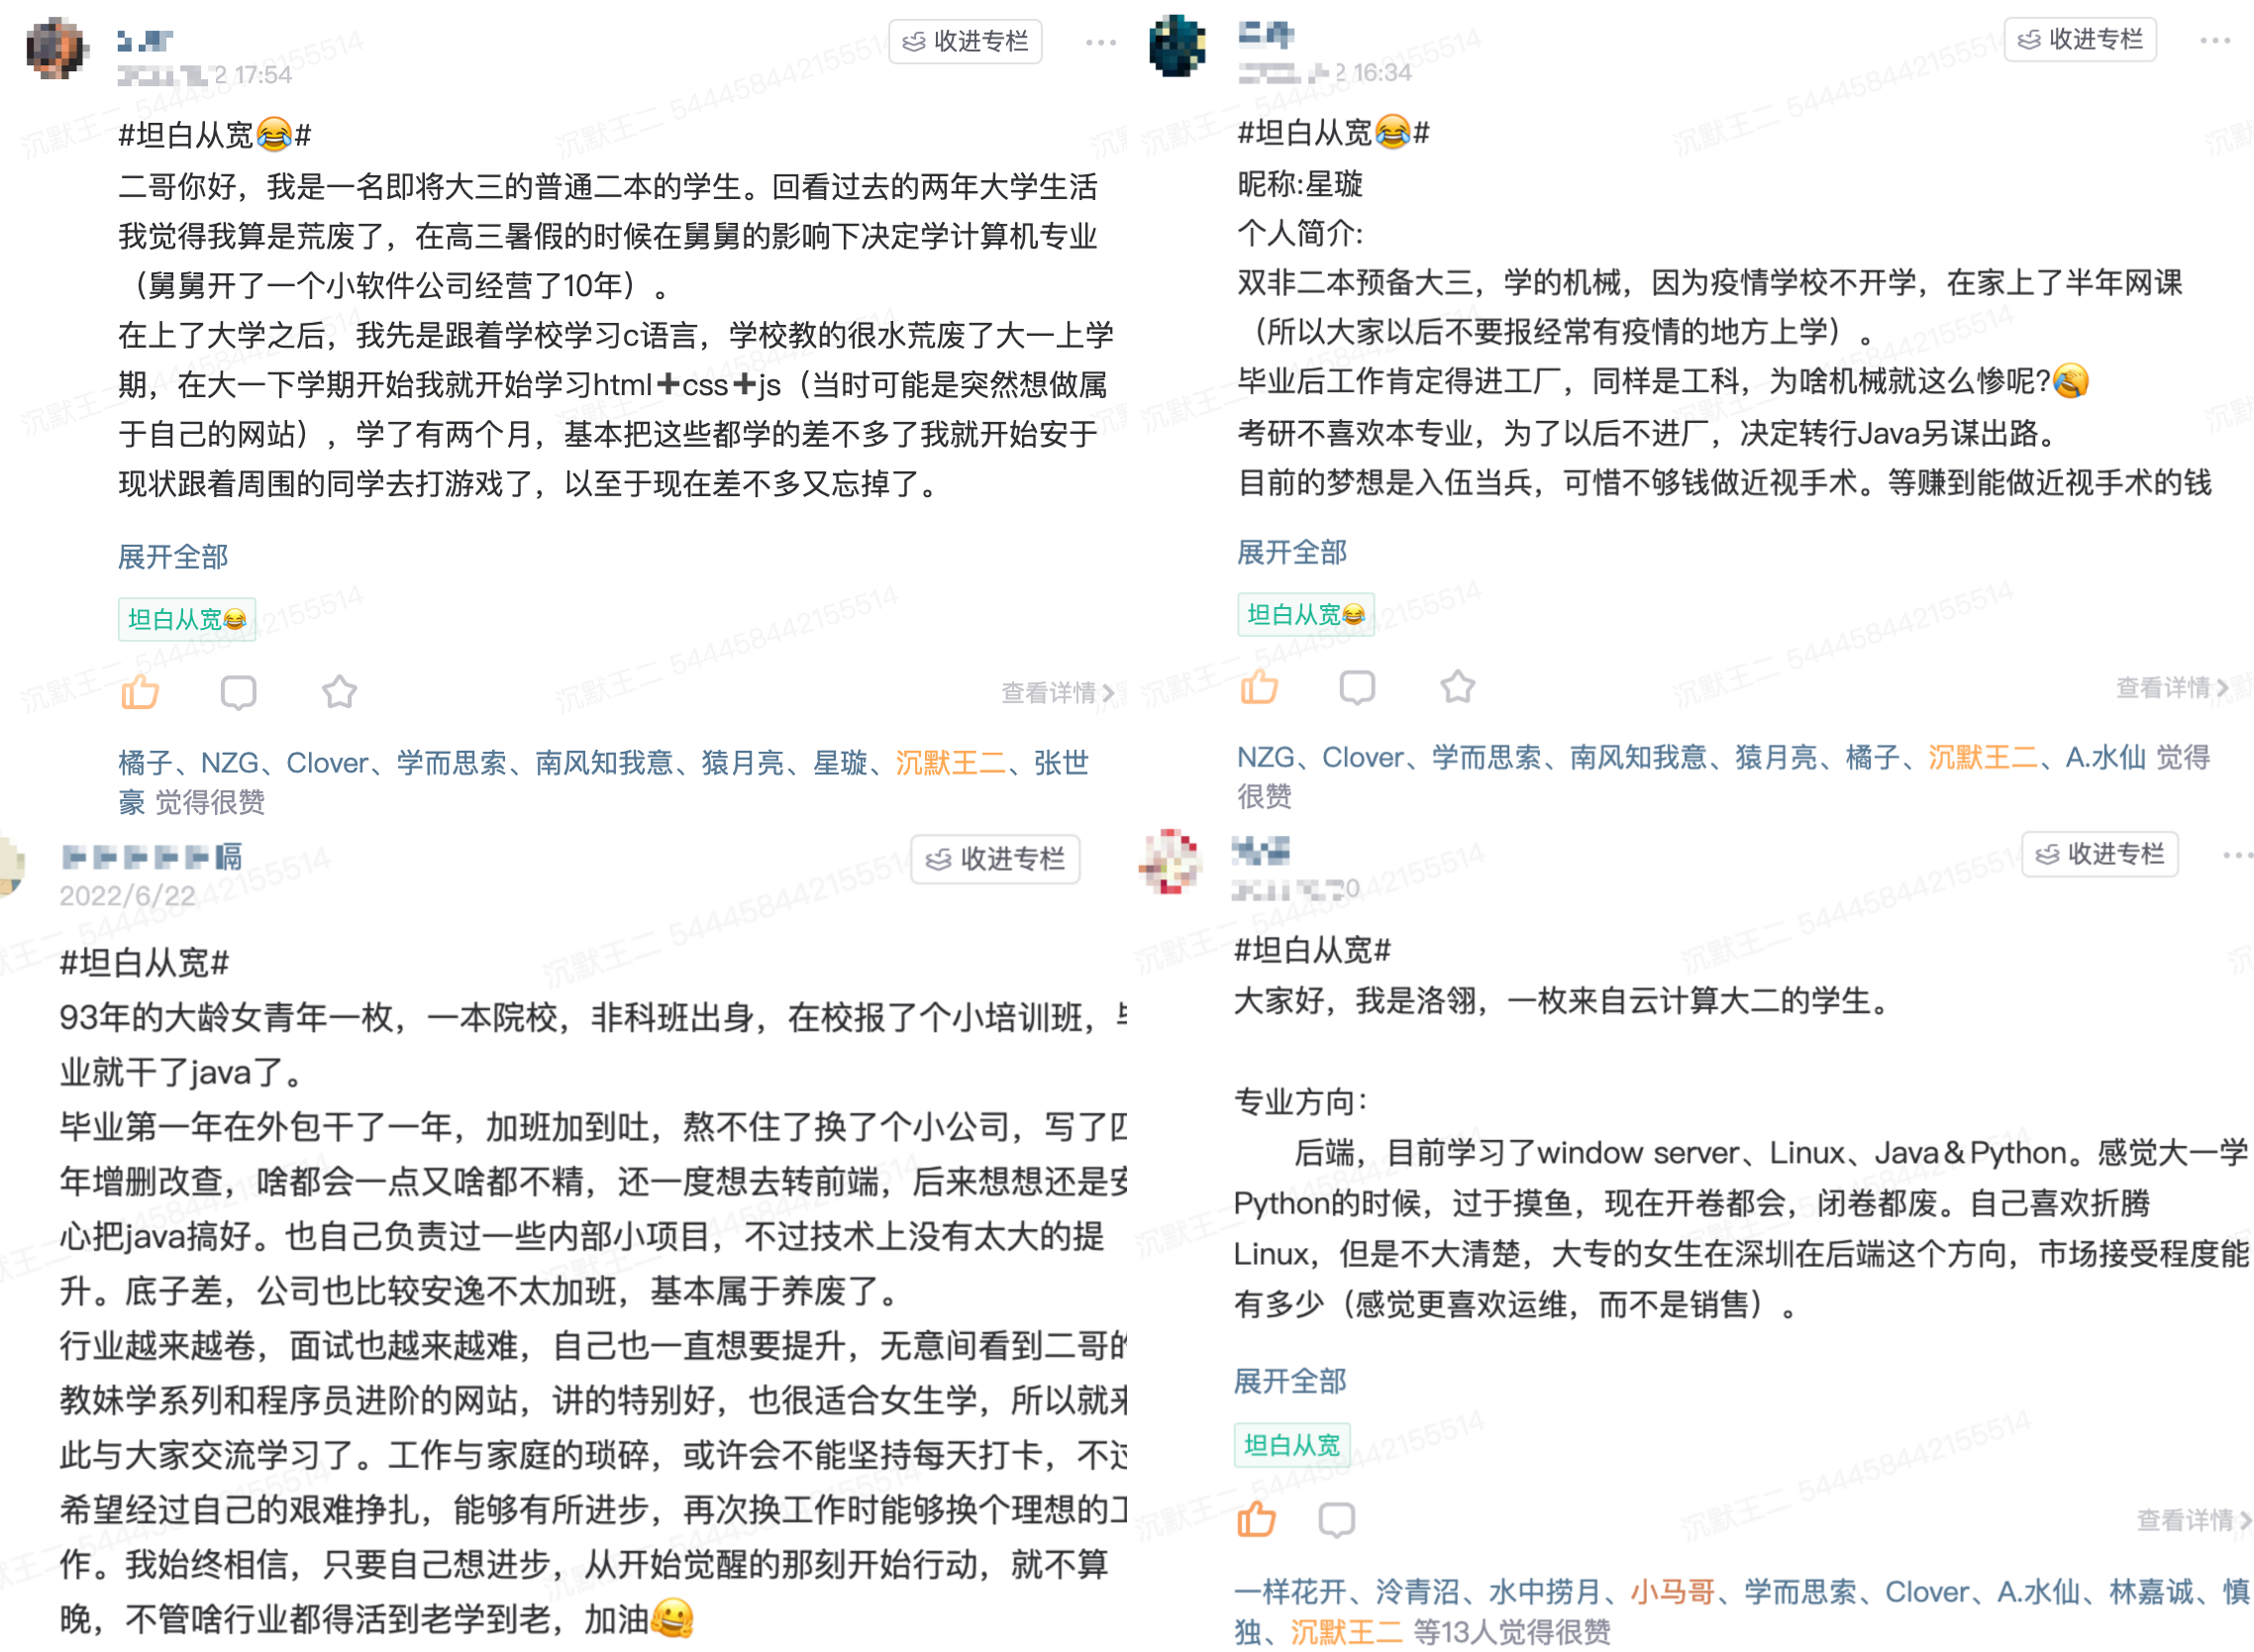 2 17:54
收进专栏
#坦白从宽😂#
二哥你好，我是一名即将大三的普通二本的学生。回看过去的两年大学生活
我觉得我算是荒废了，在高三暑假的时候在舅舅的影响下决定学计算机专业
（舅舅开了一个小软件公司经营了10年）。
在上了大学之后，我先是跟着学校学习c语言，学校教的很水荒废了大一上学
期，在大一下学期开始我就开始学习html➕css➕js（当时可能是突然想做属
于自己的网站），学了有两个月，基本把这些都学的差不多了我就开始安于
现状跟着周围的同学去打游戏了，以至于现在差不多又忘掉了。
展开全部
坦白从宽😂
查看详情
橘子、NZG、Clover、学而思索、南风知我意、猿月亮、星璇、沉默王二、张世
豪 觉得很赞
2 16:34
收进专栏
#坦白从宽😂#
昵称:星璇
个人简介:
双非二本预备大三，学的机械，因为疫情学校不开学，在家上了半年网课
（所以大家以后不要报经常有疫情的地方上学）。
毕业后工作肯定得进工厂，同样是工科，为啥机械就这么惨呢?🤣
考研不喜欢本专业，为了以后不进厂，决定转行Java另谋出路。
目前的梦想是入伍当兵，可惜不够钱做近视手术。等赚到能做近视手术的钱
展开全部
坦白从宽😂
查看详情
NZG、Clover、学而思索、南风知我意、猿月亮、橘子、沉默王二、A.水仙 觉得
很赞
嗝
2022/6/22
收进专栏
#坦白从宽#
93年的大龄女青年一枚，一本院校，非科班出身，在校报了个小培训班，
业就干了java了。
毕业第一年在外包干了一年，加班加到吐，熬不住了换了个小公司，写了四
年增删改查，啥都会一点又啥都不精，还一度想去转前端，后来想想还是安
心把java搞好。也自己负责过一些内部小项目，不过技术上没有太大的提
升。底子差，公司也比较安逸不太加班，基本属于养废了。
行业越来越卷，面试也越来越难，自己也一直想要提升，无意间看到二哥的
教妹学系列和程序员进阶的网站，讲的特别好，也很适合女生学，所以就来
此与大家交流学习了。工作与家庭的琐碎，或许会不能坚持每天打卡，不过
希望经过自己的艰难挣扎，能够有所进步，再次换工作时能够换个理想的工
作。我始终相信，只要自己想进步，从开始觉醒的那刻开始行动，就不算
晚，不管啥行业都得活到老学到老，加油🤗
收进专栏
#坦白从宽#
大家好，我是洛翎，一枚来自云计算大二的学生。
专业方向：
后端，目前学习了window server、Linux、Java＆Python。感觉大一学
Python的时候，过于摸鱼，现在开卷都会，闭卷都废。自己喜欢折腾
Linux，但是不大清楚，大专的女生在深圳在后端这个方向，市场接受程度能
有多少（感觉更喜欢运维，而不是销售）。
展开全部
坦白从宽
查看详情
一样花开、泠青沼、水中捞月、小马哥、学而思索、Clover、A.水仙、林嘉诚、慎
独、沉默王二 等13人觉得很赞
沉默王二 544458442155514